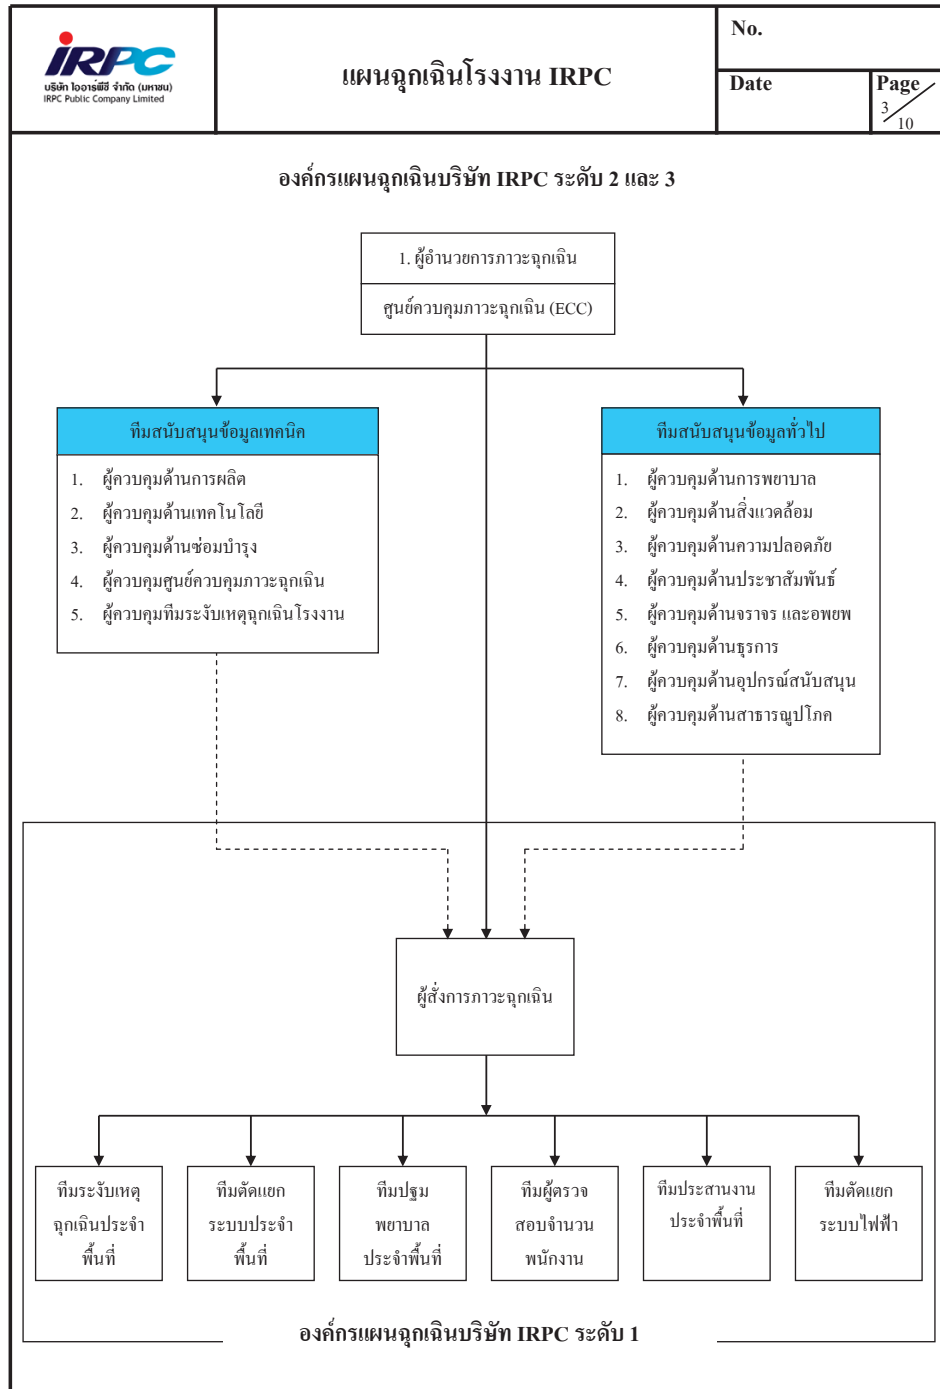 IRPC
บริษัท ไออาร์พีซี จำกัด (มหาชน)
IRPC Public Company Limited
แผนฉุกเฉินโรงงาน IRPC
No.
Date
Page
3
10
องค์กรแผนฉุกเฉินบริษัท IRPC ระดับ 2 และ 3
1. ผู้อำนวยการภาวะฉุกเฉิน
ศูนย์ควบคุมภาวะฉุกเฉิน (ECC)
ทีมสนับสนุนข้อมูลเทคนิค
1. ผู้ควบคุมด้านการผลิต
2. ผู้ควบคุมด้านเทคโนโลยี
3. ผู้ควบคุมด้านซ่อมบำรุง
4. ผู้ควบคุมศูนย์ควบคุมภาวะฉุกเฉิน
5. ผู้ควบคุมทีมระงับเหตุฉุกเฉินโรงงาน
ทีมสนับสนุนข้อมูลทั่วไป
1. ผู้ควบคุมด้านการพยาบาล
2. ผู้ควบคุมด้านสิ่งแวดล้อม
3. ผู้ควบคุมด้านความปลอดภัย
4. ผู้ควบคุมด้านประชาสัมพันธ์
5. ผู้ควบคุมด้านจราจร และอพยพ
6. ผู้ควบคุมด้านธุรการ
7. ผู้ควบคุมด้านอุปกรณ์สนับสนุน
8. ผู้ควบคุมด้านสาธารณูปโภค
ผู้สั่งการภาวะฉุกเฉิน
ทีมระงับเหตุ
ฉุกเฉินประจำ
พื้นที่
ทีมตัดแยก
ระบบประจำ
พื้นที่
ทีมปฐม
พยาบาล
ประจำพื้นที่
ทีมผู้ตรวจ
สอบจำนวน
พนักงาน
ทีมประสานงาน
ประจำพื้นที่
ทีมตัดแยก
ระบบไฟฟ้า
องค์กรแผนฉุกเฉินบริษัท IRPC ระดับ 1